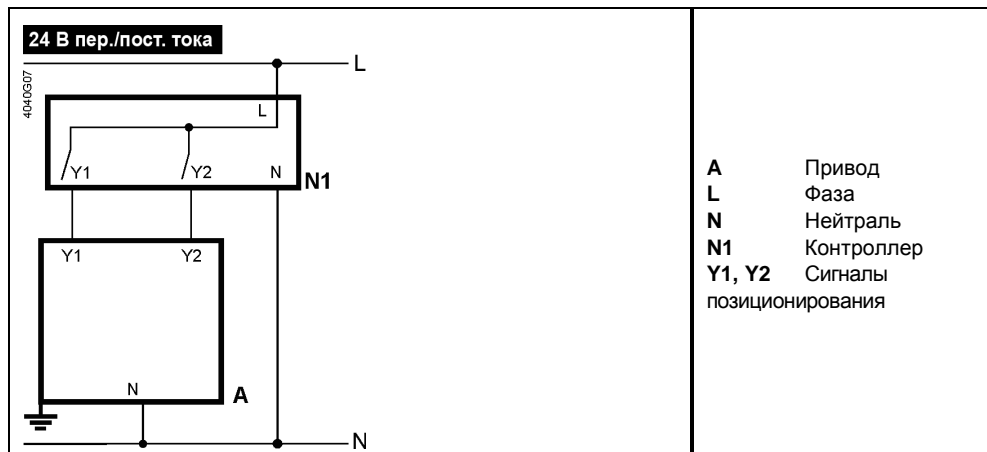 24 В пер./пост. тока
L
4040G07
L
Y1
Y2
N
N1
Y1
Y2
N
A
N
A Привод
L Фаза
N Нейтраль
N1 Контроллер
Y1, Y2 Сигналы
позиционирования